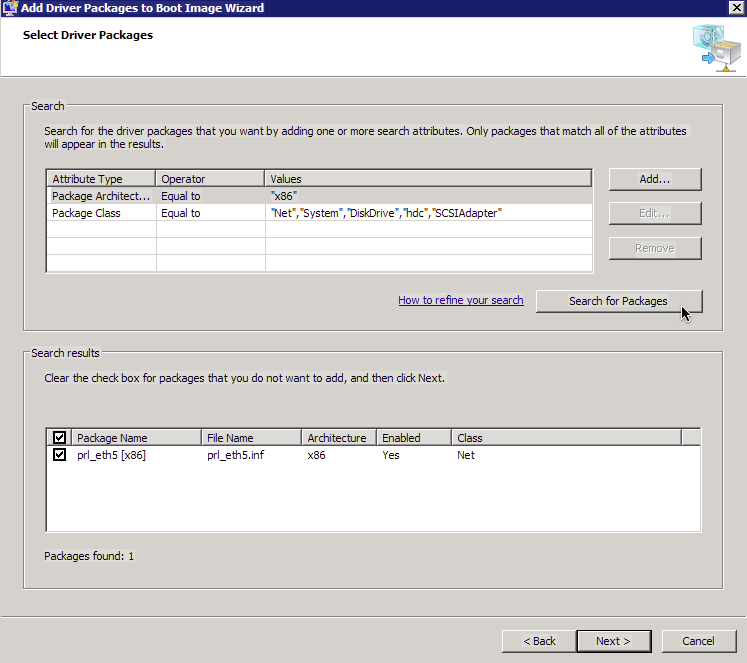 Add Driver Packages to Boot Image Wizard
Select Driver Packages
Search
Search for the driver packages that you want by adding one or more search attributes. Only packages that match all of the attributes
will appear in the results.
Attribute Type Operator Values
Package Architect... Equal to "x86"
Package Class Equal to "Net","System","DiskDrive","hdc","SCSIAdapter"
Add...
Edit...
Remove
How to refine your search
Search for Packages
Search results
Clear the check box for packages that you do not want to add, and then click Next.
Package Name File Name Architecture Enabled Class
prl_eth5 [x86] prl_eth5.inf x86 Yes Net
Packages found: 1
< Back Next > Cancel